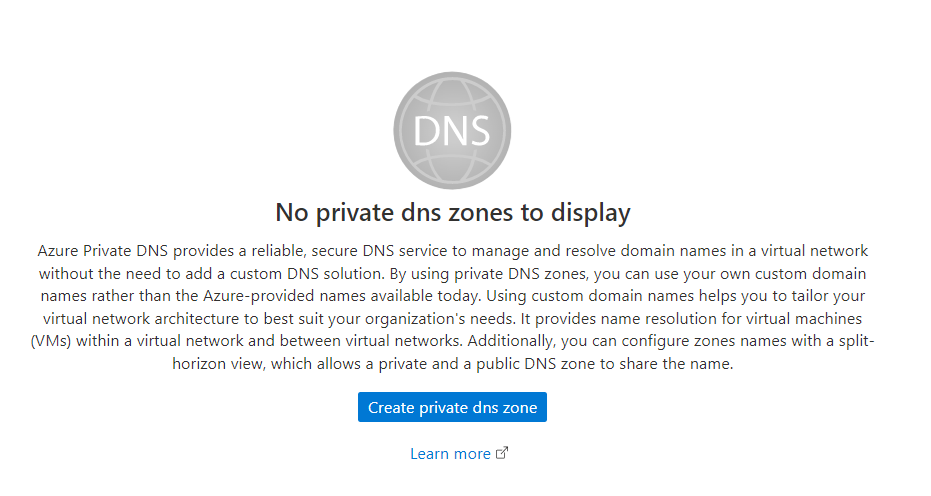 DNS
No private dns zones to display
Azure Private DNS provides a reliable, secure DNS service to manage and resolve domain names in a virtual network
without the need to add a custom DNS solution. By using private DNS zones, you can use your own custom domain
names rather than the Azure-provided names available today. Using custom domain names helps you to tailor your
virtual network architecture to best suit your organization's needs. It provides name resolution for virtual machines
(VMs) within a virtual network and between virtual networks. Additionally, you can configure zones names with a split-
horizon view, which allows a private and a public DNS zone to share the name.
Create private dns zone
Learn more